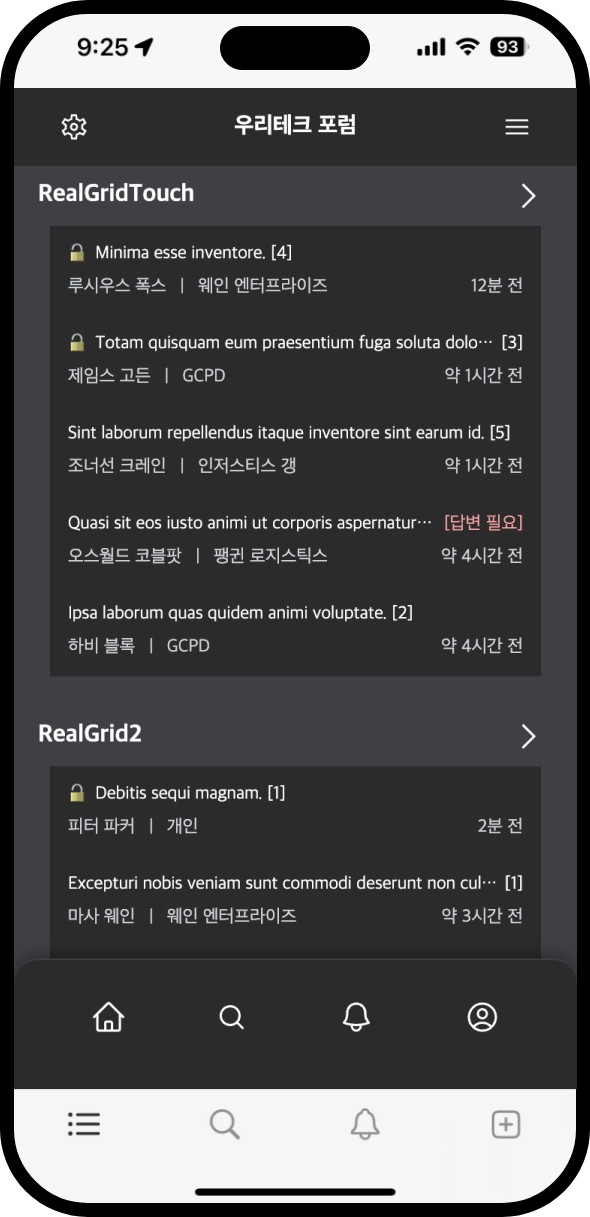 9:25
93
우리테크 포럼
RealGridTouch
Minima esse inventore. [4]
루시우스 폭스 | 웨인 엔터프라이즈 12분 전
Totam quisquam eum praesentium fuga soluta dolo··· [3]
제임스 고든 | GCPD 약 1시간 전
Sint laborum repellendus itaque inventore sint earum id. [5]
조너선 크레인 | 인저스티스 갱 약 1시간 전
Quasi sit eos iusto animi ut corporis aspernatur··· [답변 필요]
오스월드 코블팟 | 팽귄 로지스틱스 약 4시간 전
Ipsa laborum quas quidem animi voluptate. [2]
하비 블록 | GCPD 약 4시간 전
RealGrid2
Debitis sequi magnam. [1]
피터 파커 | 개인 2분 전
Excepturi nobis veniam sunt commodi deserunt non cul··· [1]
마사 웨인 | 웨인 엔터프라이즈 약 3시간 전